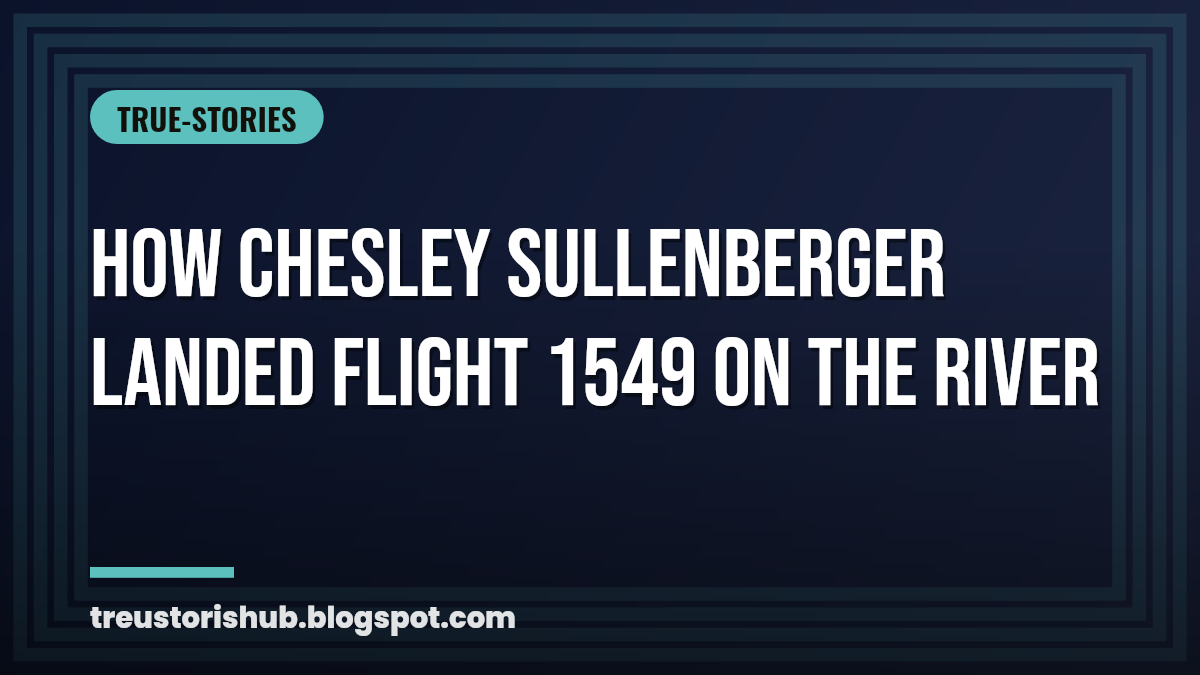 TRUE-STORIES
HOW CHESLEY SULLENBERGER
LANDED FLIGHT 1549 ON THE RIVER
treustorishub.blogspot.com